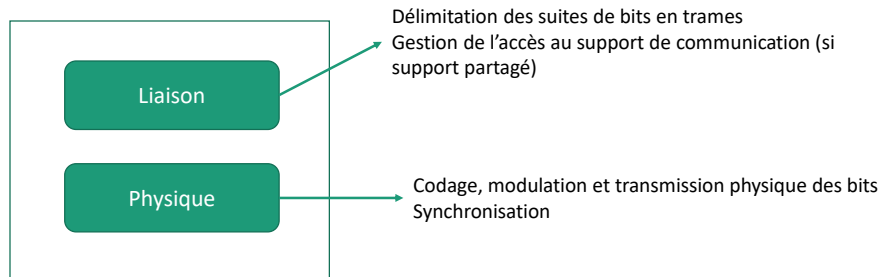 Délimitation des suites de bits en trames
Gestion de l’accès au support de communication (si
support partagé)
Liaison
Physique
Codage, modulation et transmission physique des bits
Synchronisation